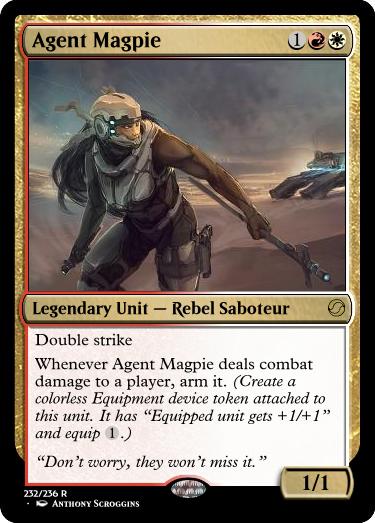 Agent Magpie 1
Legendary Unit — Rebel Saboteur
Double strike
Whenever Agent Magpie deals combat
damage to a player, arm it. (Create a
colorless Equipment device token attached to
this unit. It has “Equipped unit gets +1/+1”
and equip 1.)
“Don’t worry, they won’t miss it.”
1/1
232/236 R
· Anthony Scroggins